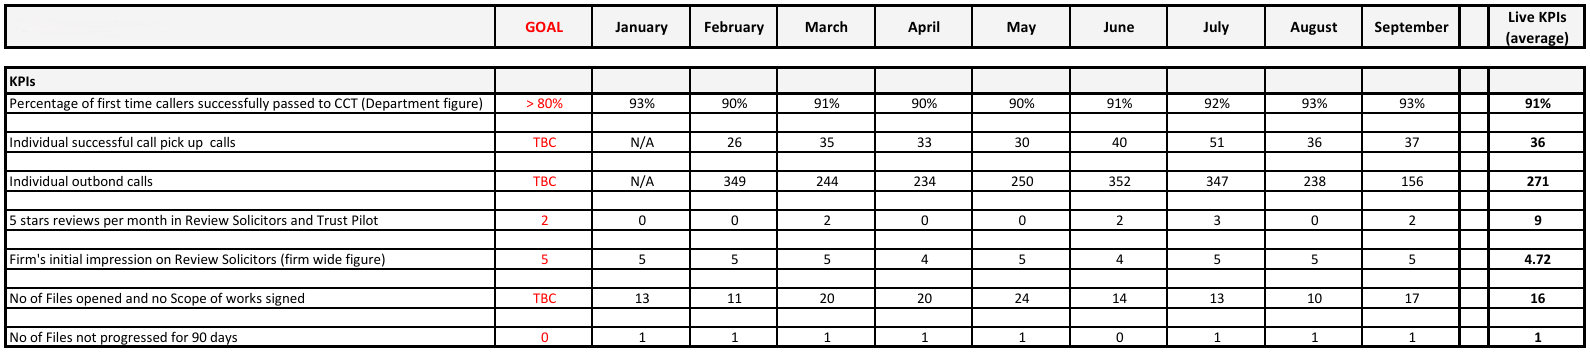 GOAL January February March April May June July August September Live KPIs (average)
KPIs
Percentage of first time callers successfully passed to CCT (Department figure) > 80% 93% 90% 91% 90% 90% 91% 92% 93% 93% 91%
Individual successful call pick up calls TBC N/A 26 35 33 30 40 51 36 37 36
Individual outbond calls TBC N/A 349 244 234 250 352 347 238 156 271
5 stars reviews per month in Review Solicitors and Trust Pilot 2 0 0 2 0 0 2 3 0 2 9
Firm's initial impression on Review Solicitors (firm wide figure) 5 5 5 5 4 5 4 5 5 5 4.72
No of Files opened and no Scope of works signed TBC 13 11 20 20 24 14 13 10 17 16
No of Files not progressed for 90 days 0 1 1 1 1 1 0 1 1 1 1